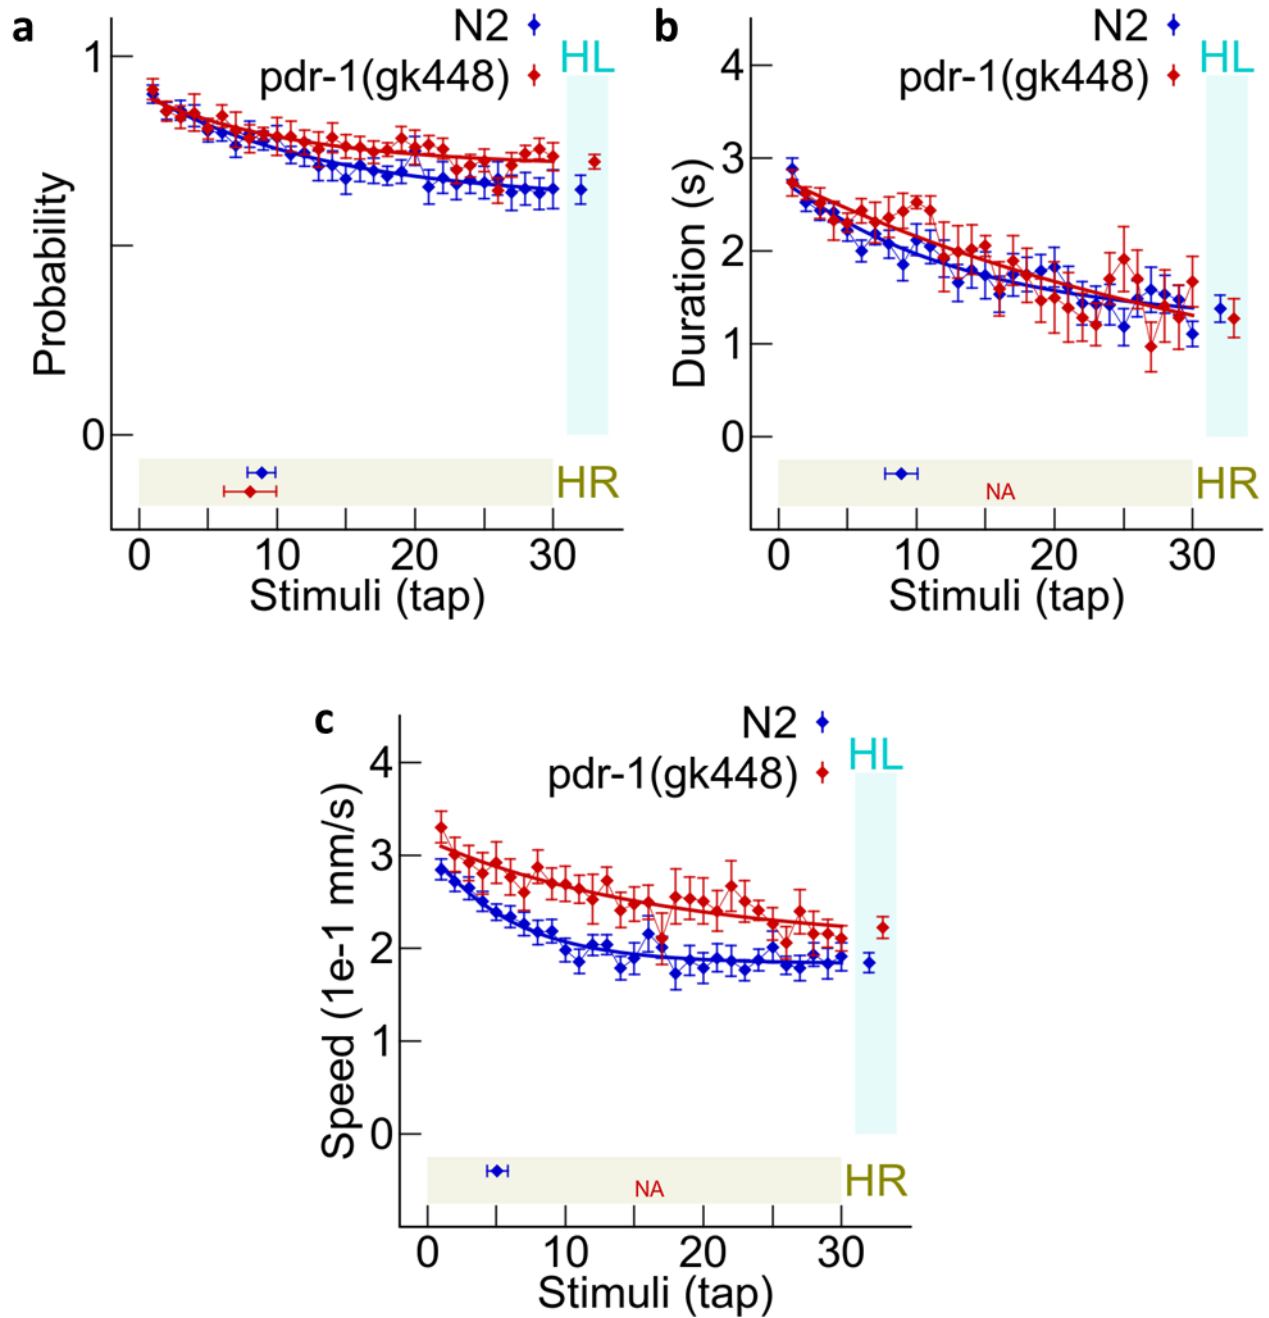 a
N2
pdr-1(gk448)
HL
1
0
Probability
HR
0 10 20 30
Stimuli (tap)
b
N2
pdr-1(gk448)
HL
4
3
2
1
0
Duration (s)
NA
HR
0 10 20 30
Stimuli (tap)
c
N2
pdr-1(gk448)
HL
4
3
2
1
0
Speed (1e-1 mm/s)
NA
HR
0 10 20 30
Stimuli (tap)